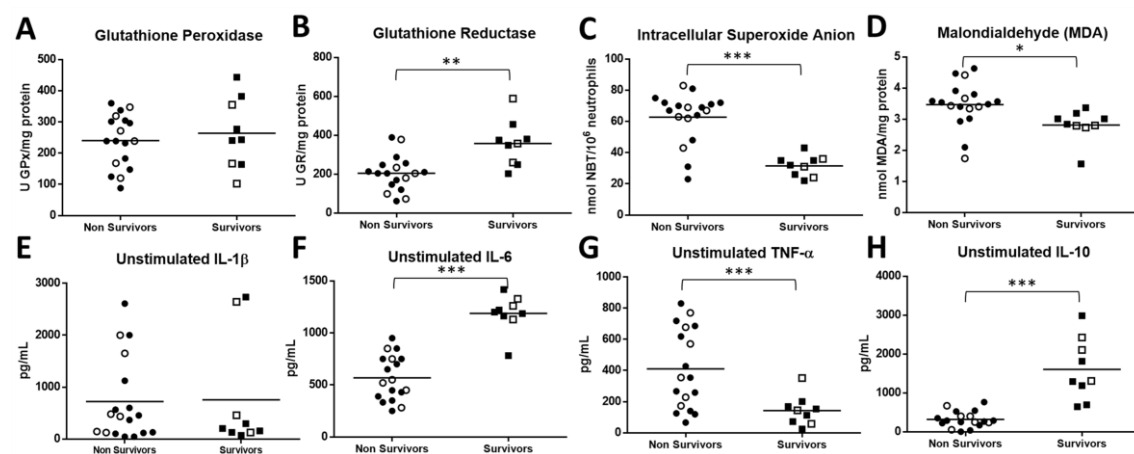 A
Glutathione Peroxidase
U GPx/mg protein
500
400
300
200
100
0
Non Survivors
Survivors
B
Glutathione Reductase
**
U GR/mg protein
800
600
400
200
0
Non Survivors
Survivors
C
Intracellular Superoxide Anion
***
nmol NBT/10⁶ neutrophils
100
80
60
40
20
0
Non Survivors
Survivors
D
Malondialdehyde (MDA)
*
nmol MDA/mg protein
5
4
3
2
1
0
Non Survivors
Survivors
E
Unstimulated IL-1β
pg/mL
3000
2000
1000
0
Non Survivors
Survivors
F
Unstimulated IL-6
***
pg/mL
1500
1000
500
0
Non Survivors
Survivors
G
Unstimulated TNF-α
***
pg/mL
1000
800
600
400
200
0
Non Survivors
Survivors
H
Unstimulated IL-10
***
pg/mL
4000
3000
2000
1000
0
Non Survivors
Survivors